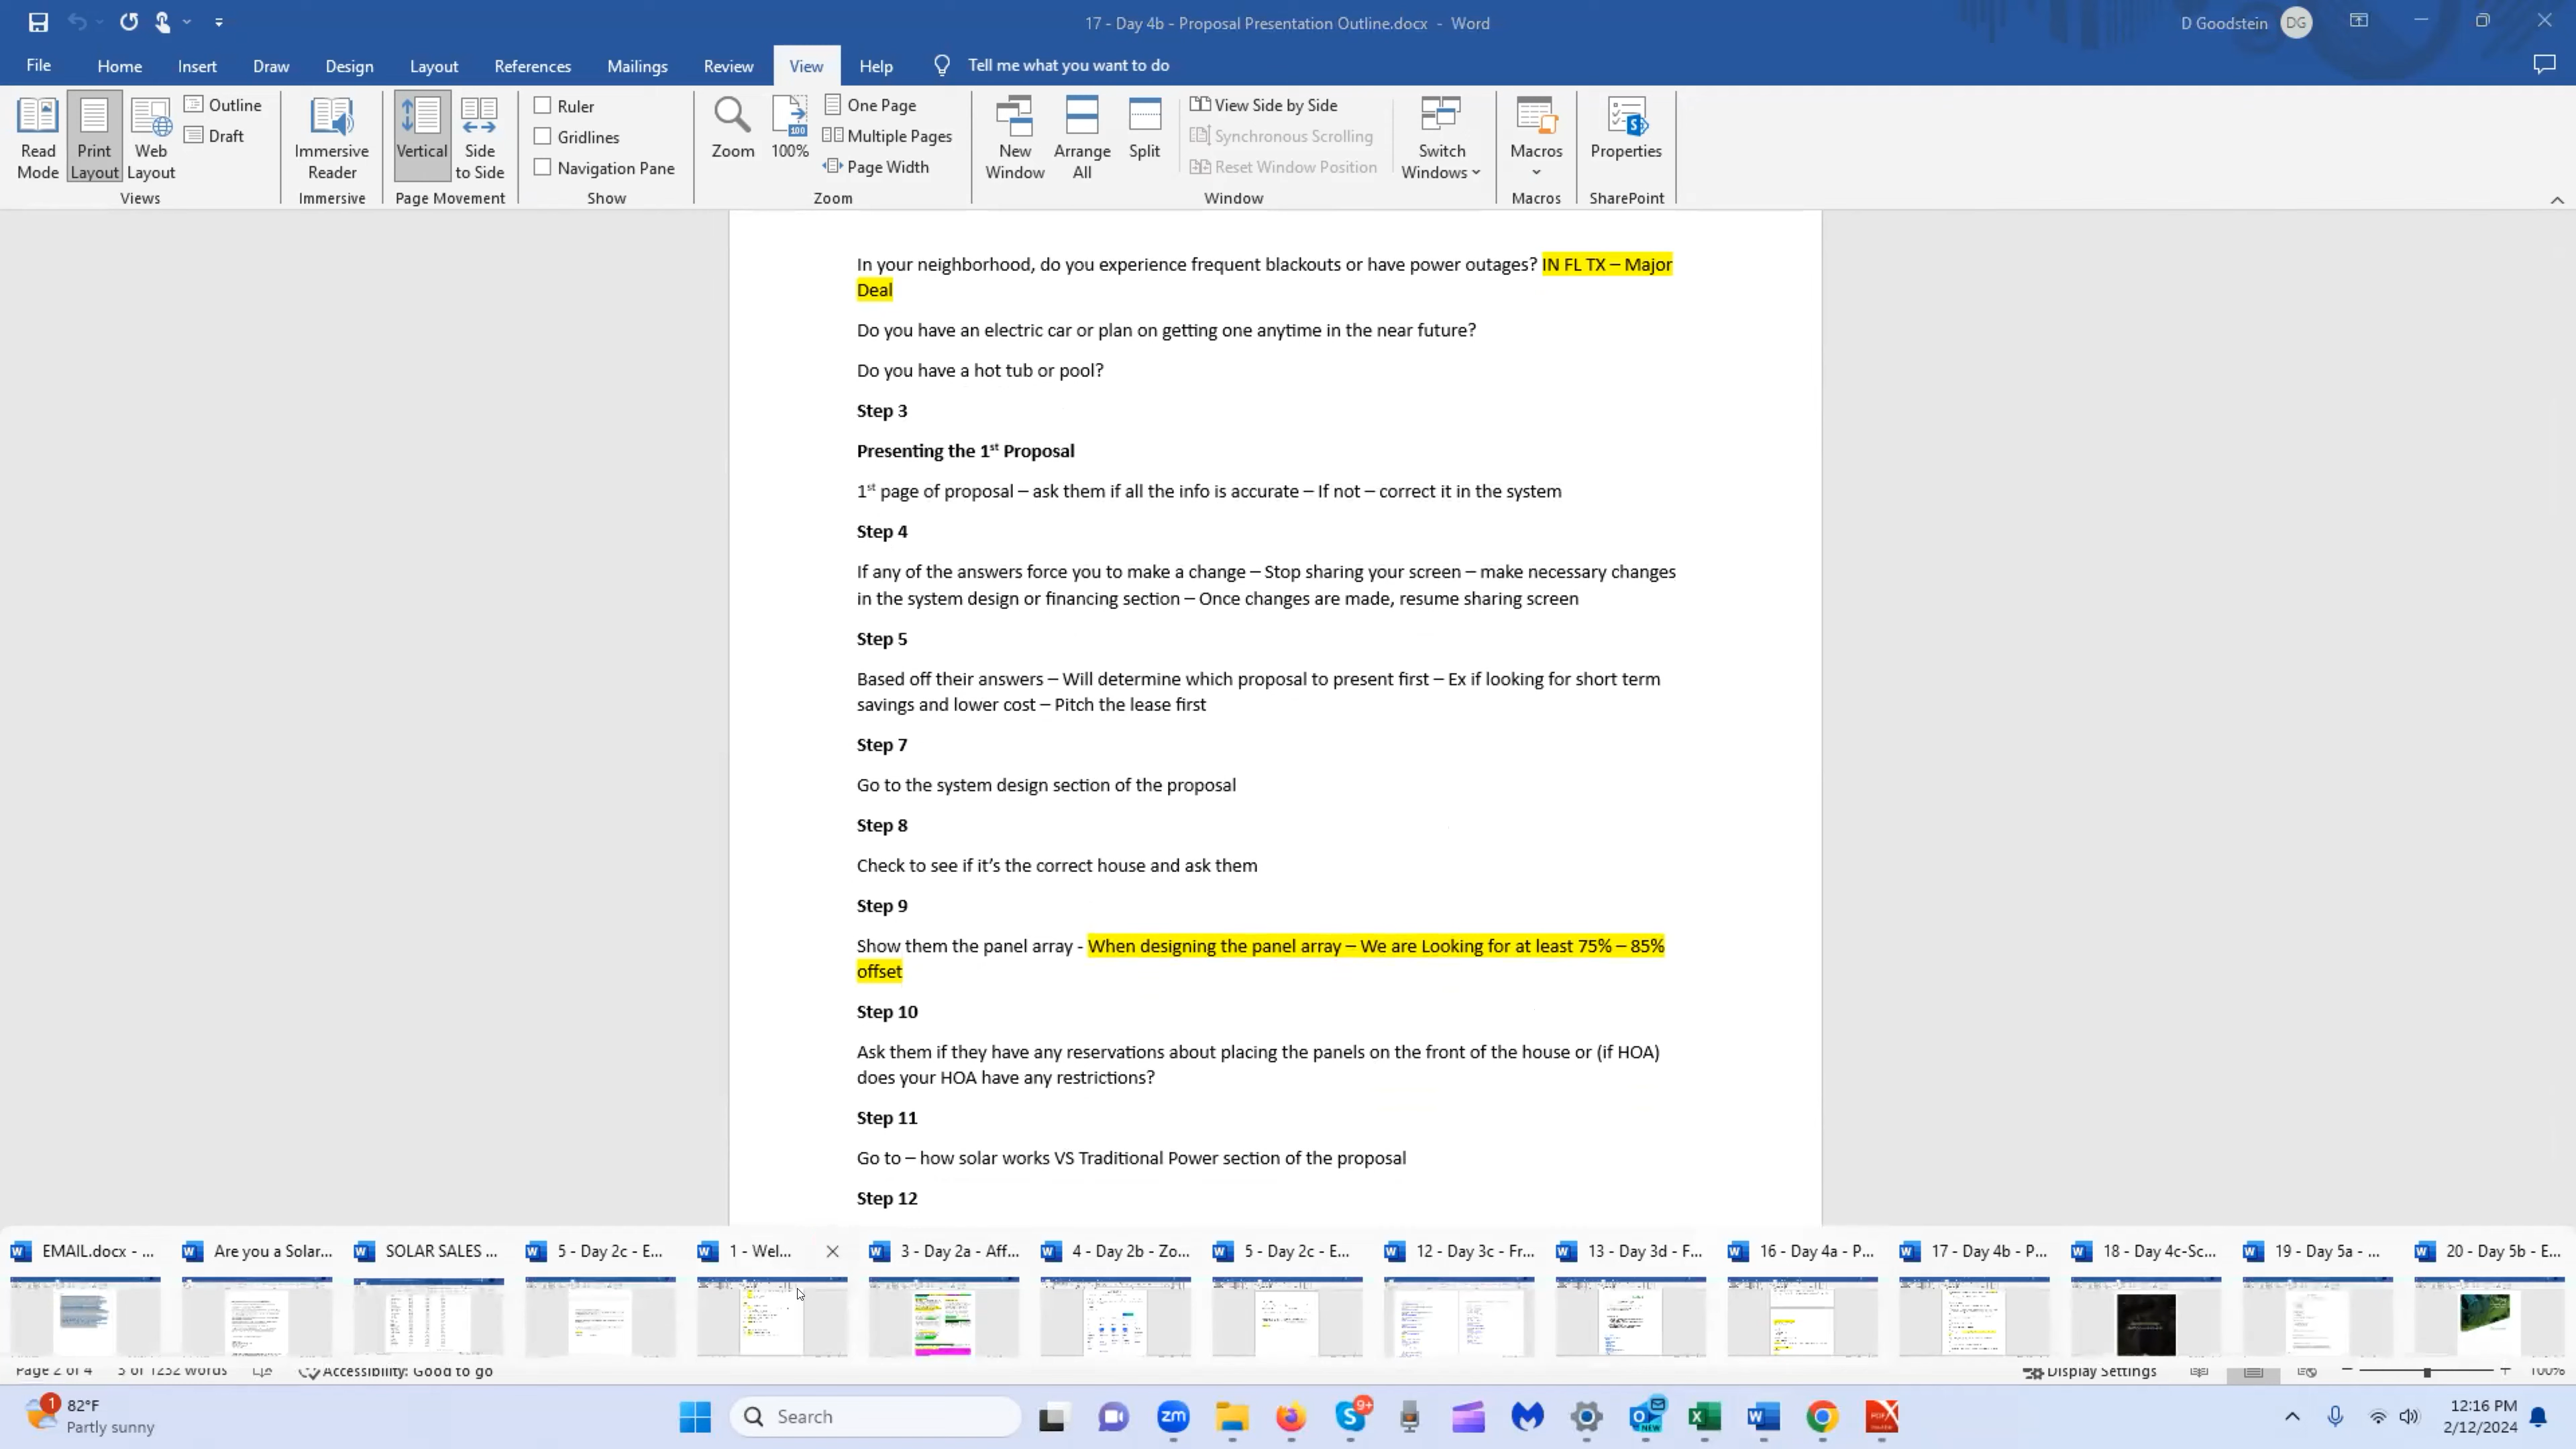 17 - Day 4b - Proposal Presentation Outline.docx - Word
D Goodstein
DG
File Home Insert Draw Design Layout References Mailings Review View Help Tell me what you want to do
Read Mode
Print Layout
Web Layout
Outline
Draft
Views
Immersive Reader
Immersive
Vertical
Side to Side
Page Movement
Ruler
Gridlines
Navigation Pane
Show
Zoom
100
100%
One Page
Multiple Pages
Page Width
Zoom
New Window
Arrange All
Split
View Side by Side
Synchronous Scrolling
Reset Window Position
Switch Windows
Window
Macros
Macros
Properties
SharePoint
In your neighborhood, do you experience frequent blackouts or have power outages? IN FL TX – Major
Deal
Do you have an electric car or plan on getting one anytime in the near future?
Do you have a hot tub or pool?
Step 3
Presenting the 1st Proposal
1st page of proposal – ask them if all the info is accurate – If not – correct it in the system
Step 4
If any of the answers force you to make a change – Stop sharing your screen – make necessary changes
in the system design or financing section – Once changes are made, resume sharing screen
Step 5
Based off their answers – Will determine which proposal to present first – Ex if looking for short term
savings and lower cost – Pitch the lease first
Step 7
Go to the system design section of the proposal
Step 8
Check to see if it’s the correct house and ask them
Step 9
Show them the panel array - When designing the panel array – We are Looking for at least 75% – 85%
offset
Step 10
Ask them if they have any reservations about placing the panels on the front of the house or (if HOA)
does your HOA have any restrictions?
Step 11
Go to – how solar works VS Traditional Power section of the proposal
Step 12
EMAIL.docx - ...
Are you a Solar...
SOLAR SALES ...
5 - Day 2c - E...
1 - Wel...
3 - Day 2a - Aff...
4 - Day 2b - Zo...
5 - Day 2c - E...
12 - Day 3c - Fr...
13 - Day 3d - F...
16 - Day 4a - P...
17 - Day 4b - P...
18 - Day 4c-Sc...
19 - Day 5a - ...
20 - Day 5b - E...
Page 2 of 4 3 of 1232 words Accessibility: Good to go Display Settings 100%
1
82°F
Partly sunny
Search
zm
9+
NEW
12:16 PM
2/12/2024